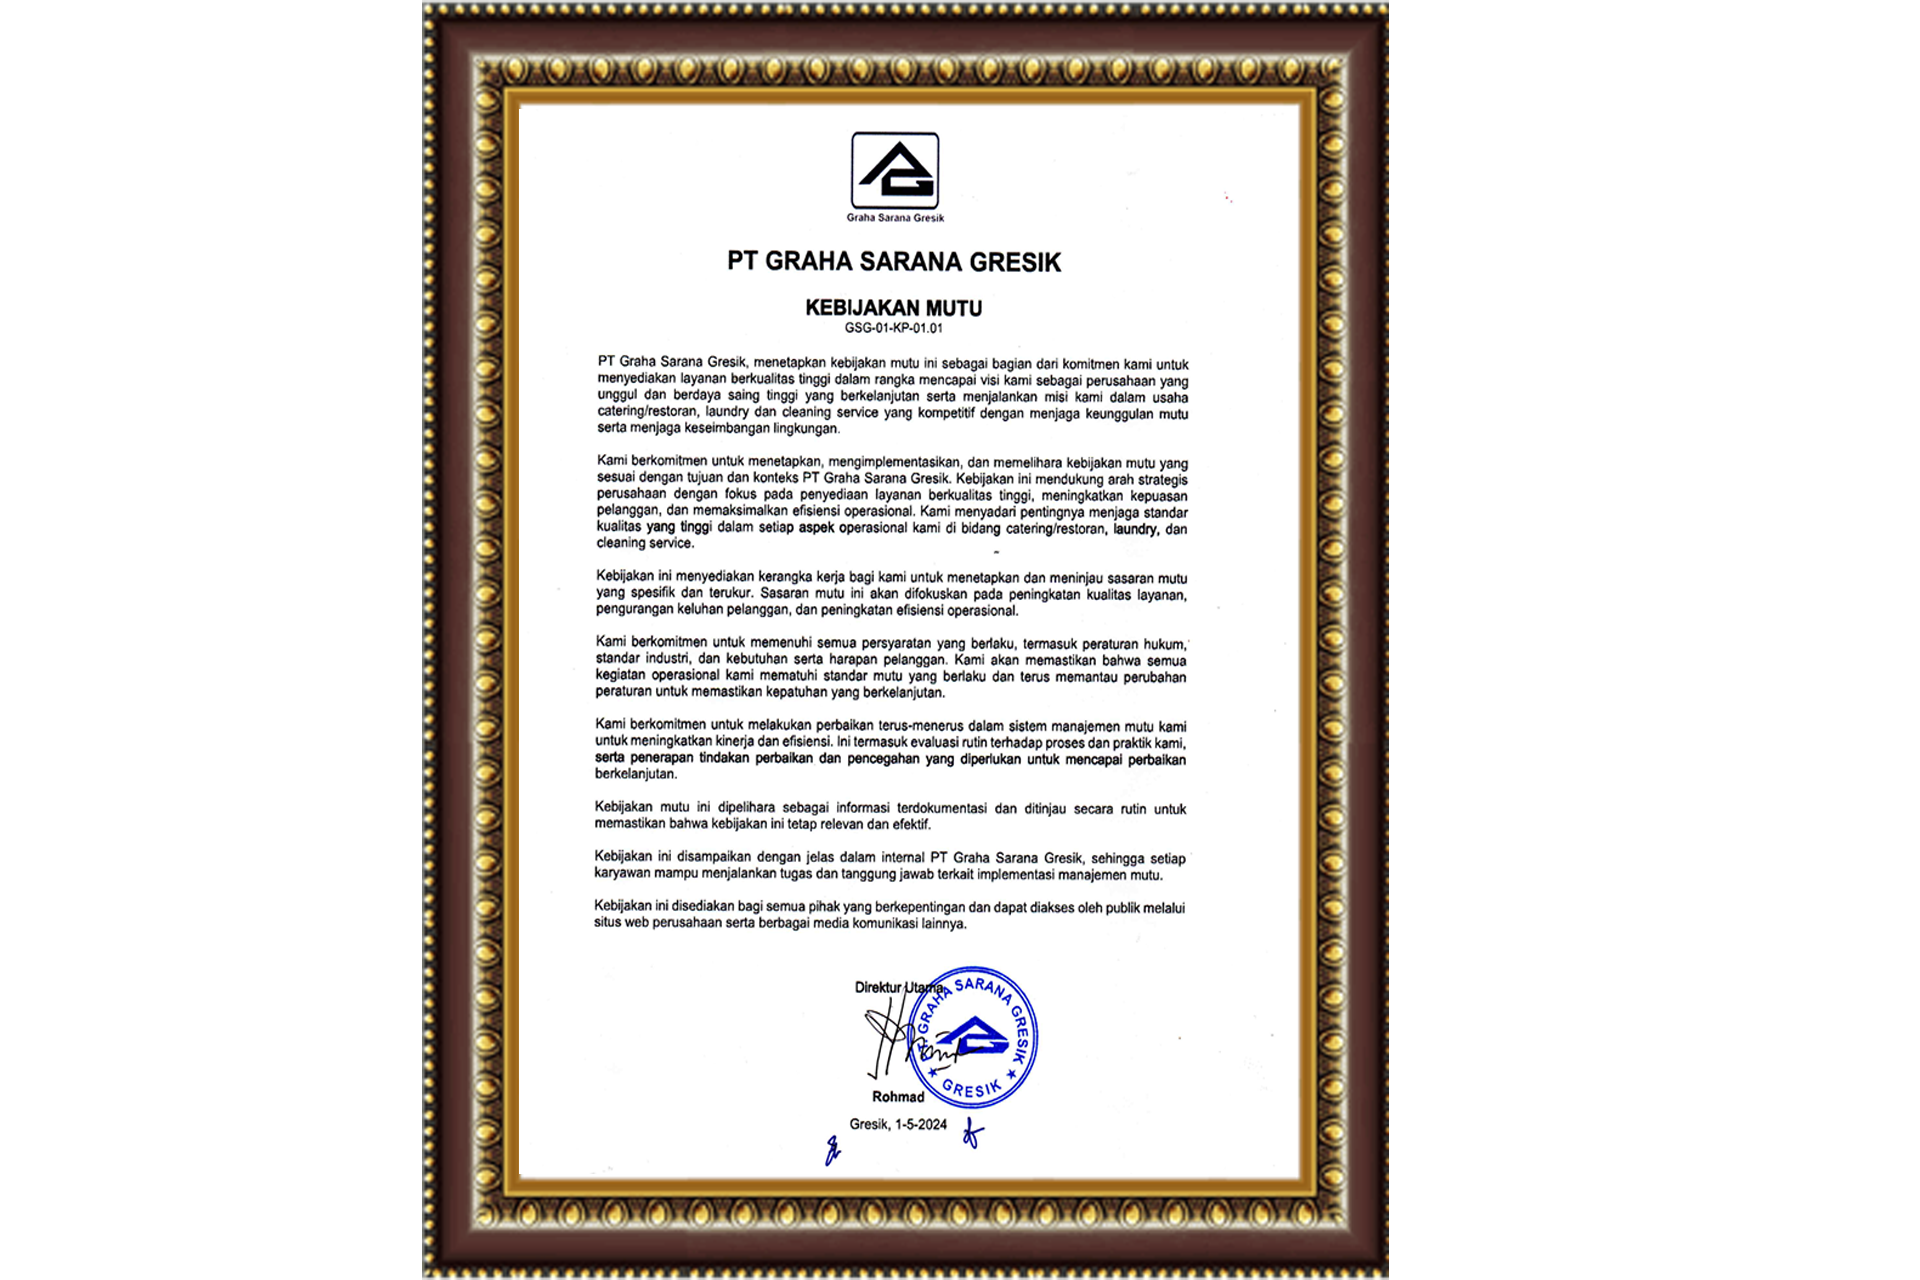 Graha Sarana Gresik
PT GRAHA SARANA GRESIK
KEBIJAKAN MUTU
GSG-01-KP-01.01
PT Graha Sarana Gresik, menetapkan kebijakan mutu ini sebagai bagian dari komitmen kami untuk
menyediakan layanan berkualitas tinggi dalam rangka mencapai visi kami sebagai perusahaan yang
unggul dan berdaya saing tinggi yang berkelanjutan serta menjalankan misi kami dalam usaha
catering/restoran, laundry dan cleaning service yang kompetitif dengan menjaga keunggulan mutu
serta menjaga keseimbangan lingkungan.
Kami berkomitmen untuk menetapkan, mengimplementasikan, dan memelihara kebijakan mutu yang
sesuai dengan tujuan dan konteks PT Graha Sarana Gresik. Kebijakan ini mendukung arah strategis
perusahaan dengan fokus pada penyediaan layanan berkualitas tinggi, meningkatkan kepuasan
pelanggan, dan memaksimalkan efisiensi operasional. Kami menyadari pentingnya menjaga standar
kualitas yang tinggi dalam setiap aspek operasional kami di bidang catering/restoran, laundry, dan
cleaning service.
Kebijakan ini menyediakan kerangka kerja bagi kami untuk menetapkan dan meninjau sasaran mutu
yang spesifik dan terukur. Sasaran mutu ini akan difokuskan pada peningkatan kualitas layanan,
pengurangan keluhan pelanggan, dan peningkatan efisiensi operasional.
Kami berkomitmen untuk memenuhi semua persyaratan yang berlaku, termasuk peraturan hukum,
standar industri, dan kebutuhan serta harapan pelanggan. Kami akan memastikan bahwa semua
kegiatan operasional kami mematuhi standar mutu yang berlaku dan terus memantau perubahan
peraturan untuk memastikan kepatuhan yang berkelanjutan.
Kami berkomitmen untuk melakukan perbaikan terus-menerus dalam sistem manajemen mutu kami
untuk meningkatkan kinerja dan efisiensi. Ini termasuk evaluasi rutin terhadap proses dan praktik kami,
serta penerapan tindakan perbaikan dan pencegahan yang diperlukan untuk mencapai perbaikan
berkelanjutan.
Kebijakan mutu ini dipelihara sebagai informasi terdokumentasi dan ditinjau secara rutin untuk
memastikan bahwa kebijakan ini tetap relevan dan efektif.
Kebijakan ini disampaikan dengan jelas dalam internal PT Graha Sarana Gresik, sehingga setiap
karyawan mampu menjalankan tugas dan tanggung jawab terkait implementasi manajemen mutu.
Kebijakan ini disediakan bagi semua pihak yang berkepentingan dan dapat diakses oleh publik melalui
situs web perusahaan serta berbagai media komunikasi lainnya.
Direktur Utama,
PT GRAHA SARANA GRESIK
GRESIK
Rohmad
Gresik, 1-5-2024